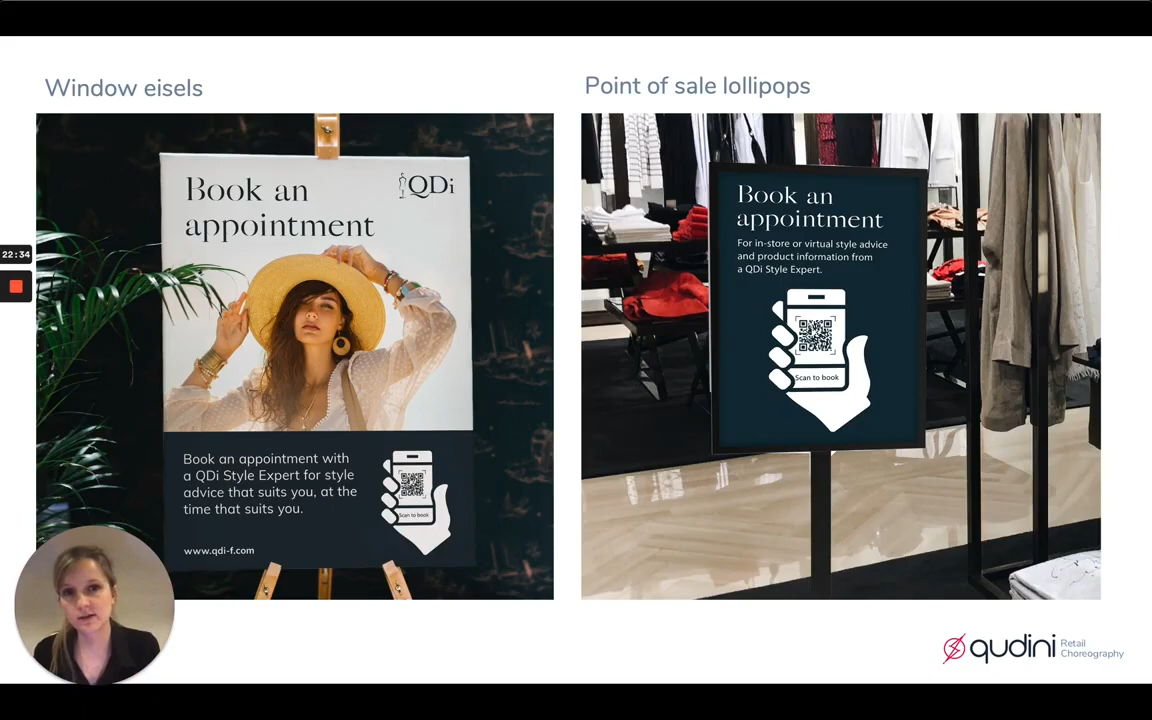 Window eisels
Point of sale lollipops
Book an
appointment
QDi
Book an appointment with
a QDi Style Expert for style
advice that suits you, at the
time that suits you.
Scan to book
www.qdi-f.com
Book an
appointment
For in-store or virtual style advice
and product information from
a QDi Style Expert.
Scan to book
22:34
qudini
Retail
Choreography